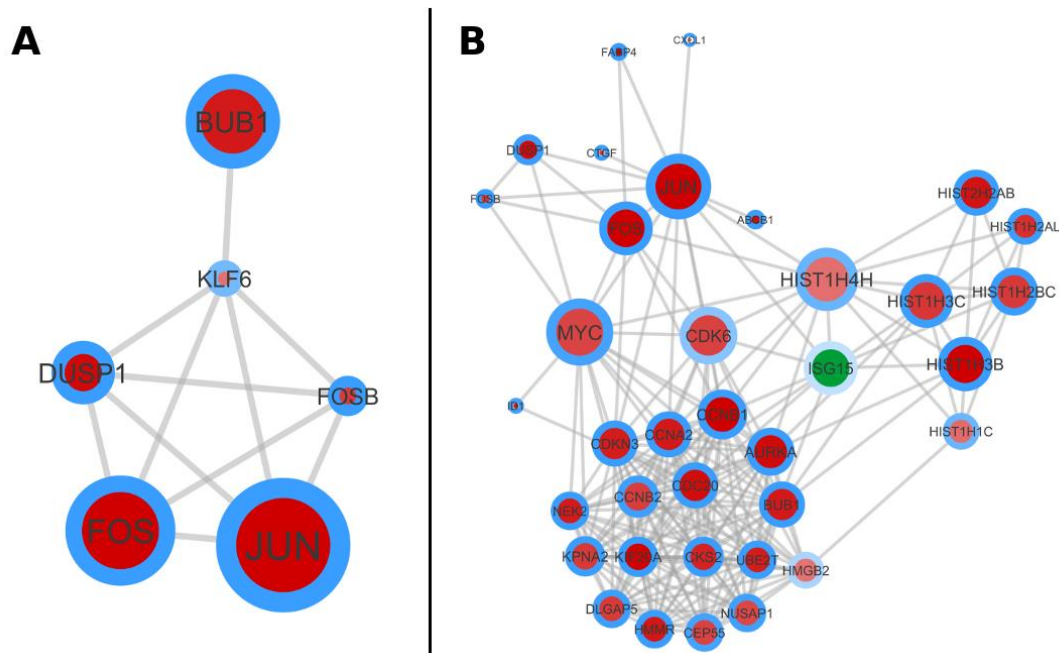 A
BUB1
KLF6
DUSP1
FOSB
FOS
JUN
B
CXCL1
FABP4
DUSP1
CTGF
JUN
FOSB
FOS
ABCB1
HIST2H2AB
HIST1H2AL
HIST1H4H
HIST1H3C
HIST1H2BC
MYC
CDK6
ISG15
HIST1H3B
ID1
CCNB1
HIST1H1C
CDKN3
CCNA2
AURKA
CCNB2
CDC20
BUB1
NEK2
KPNA2
KIF20A
CKS2
UBE2T
HMGB2
DLGAP5
NUSAP1
HMMR
CEP55